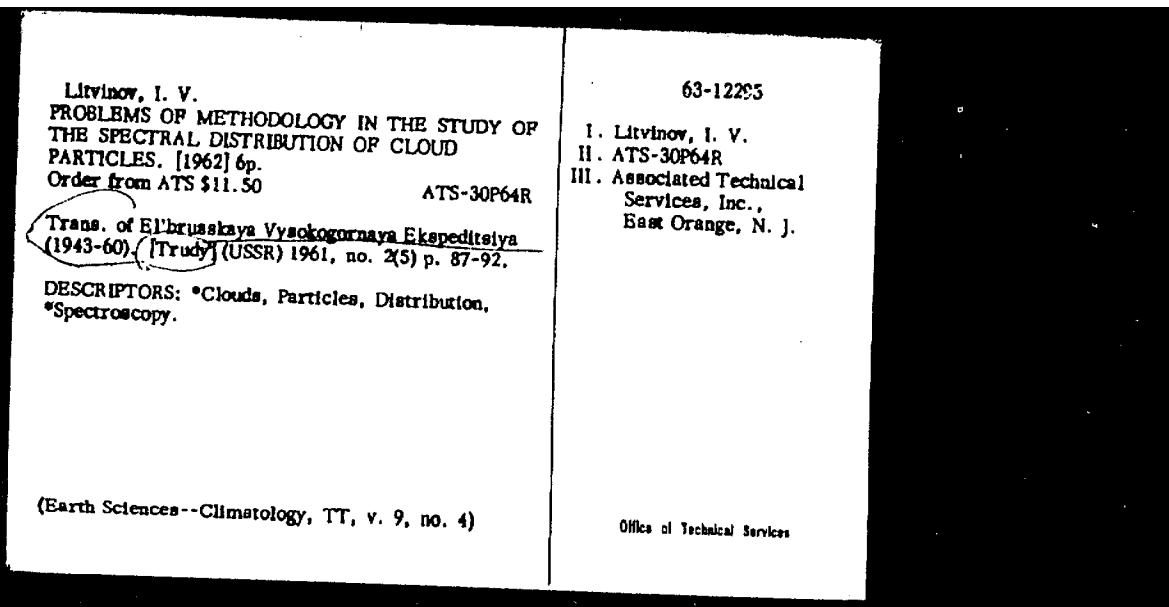 Litvinov, I. V.
PROBLEMS OF METHODOLOGY IN THE STUDY OF
THE SPECTRAL DISTRIBUTION OF CLOUD
PARTICLES. [1962] 6p.
Order from ATS $11.50 ATS-30P64R
Trans. of El'brusskaya Vysokogornaya Ekspeditsiya
(1943-60). [Trudy] (USSR) 1961, no. 2(5) p. 87-92.
DESCRIPTORS: *Clouds, Particles, Distribution,
*Spectroscopy.
(Earth Sciences--Climatology, TT, v. 9, no. 4)
63-12295
I. Litvinov, I. V.
II. ATS-30P64R
III. Associated Technical
Services, Inc.,
East Orange, N. J.
Office of Technical Services